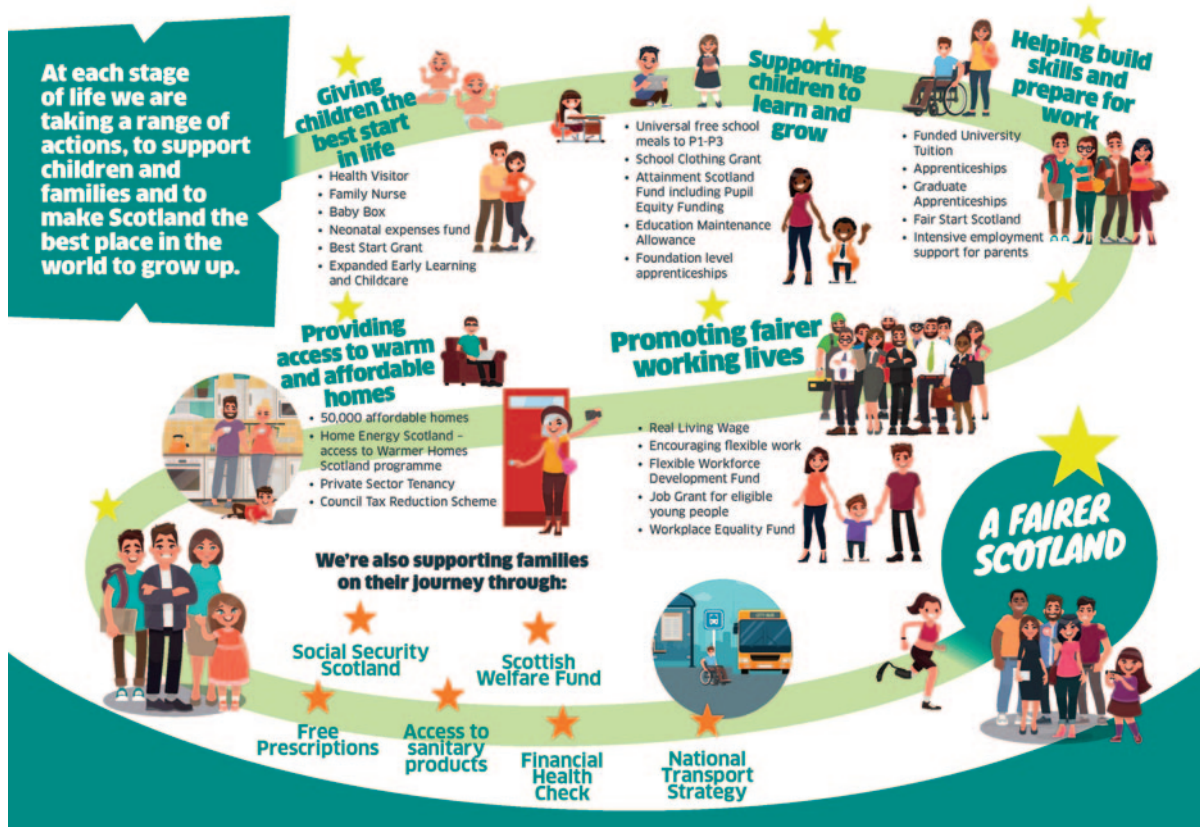 At each stage
of life we are
taking a range of
actions, to support
children and
families and to
make Scotland the
best place in the
world to grow up.
Giving
children the
best start
in life
• Health Visitor
• Family Nurse
• Baby Box
• Neonatal expenses fund
• Best Start Grant
• Expanded Early Learning
and Childcare
Supporting
children to
learn and
grow
• Universal free school
meals to P1-P3
• School Clothing Grant
• Attainment Scotland
Fund including Pupil
Equity Funding
• Education Maintenance
Allowance
• Foundation level
apprenticeships
Helping build
skills and
prepare for
work
• Funded University
Tuition
• Apprenticeships
• Graduate
Apprenticeships
• Fair Start Scotland
• Intensive employment
support for parents
Promoting fairer
working lives
• Real Living Wage
• Encouraging flexible work
• Flexible Workforce
Development Fund
• Job Grant for eligible
young people
• Workplace Equality Fund
Providing
access to warm
and affordable
homes
• 50,000 affordable homes
• Home Energy Scotland –
access to Warmer Homes
Scotland programme
• Private Sector Tenancy
• Council Tax Reduction Scheme
We're also supporting families
on their journey through:
Social Security
Scotland
Scottish
Welfare Fund
Free
Prescriptions
Access to
sanitary
products
Financial
Health
Check
National
Transport
Strategy
A FAIRER
SCOTLAND